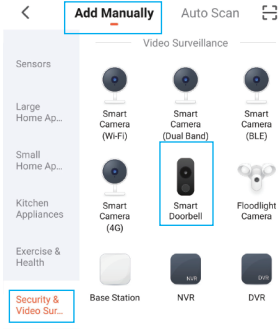 Add Manually Auto Scan
Video Surveillance
Sensors
Large
Home Ap...
Small
Home Ap...
Kitchen
Appliances
Exercise &
Health
Security &
Video Sur...
Smart
Camera
(Wi-Fi)
Smart
Camera
(Dual Band)
Smart
Camera
(BLE)
Smart
Camera
(4G)
Smart
Doorbell
Floodlight
Camera
NVR
DVR
Base Station
NVR
DVR